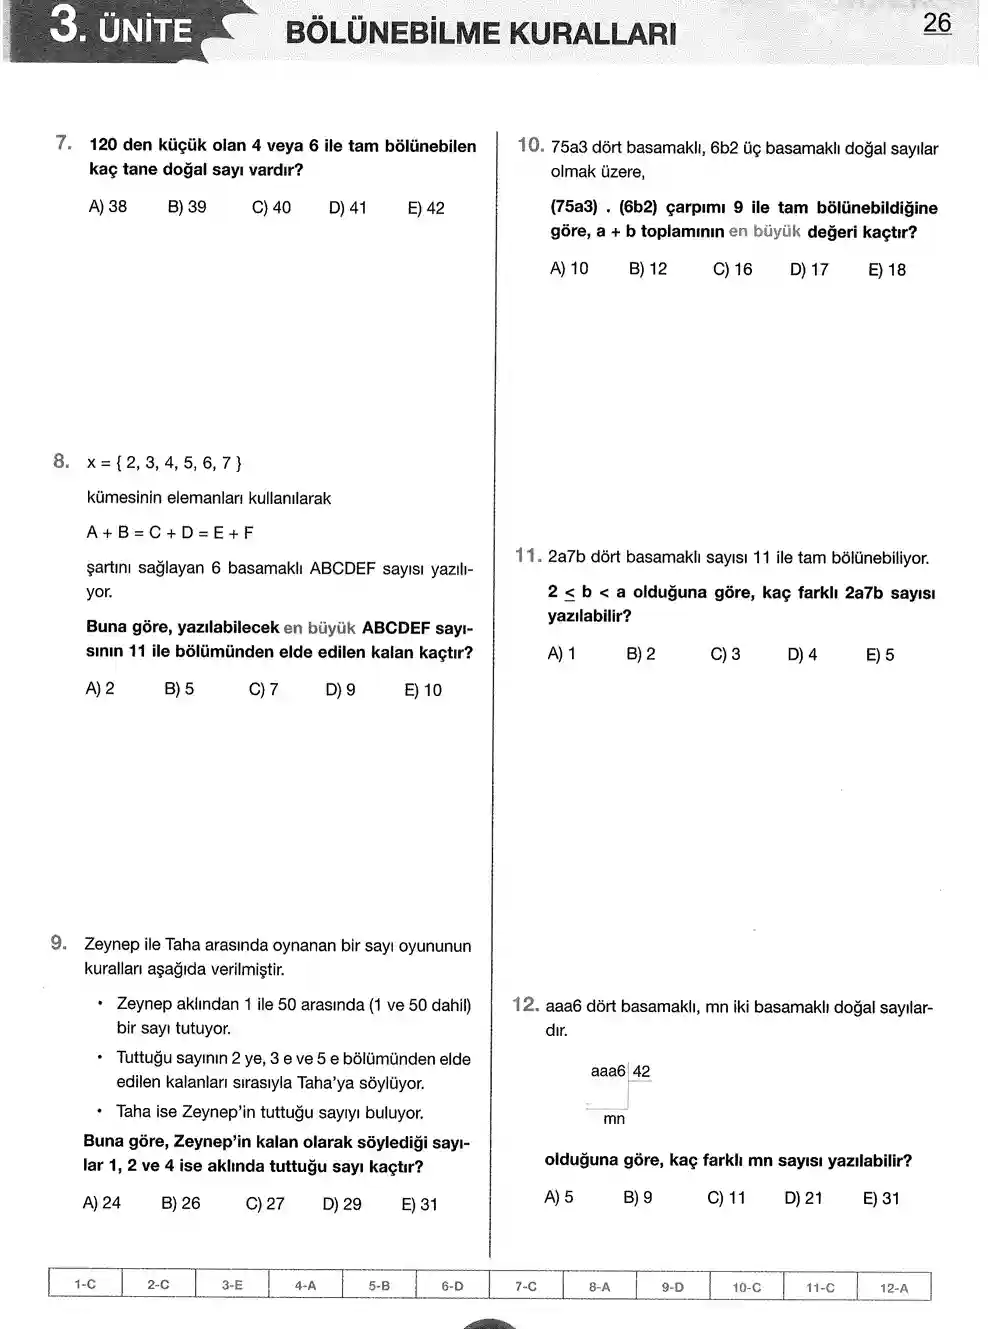 3. ÜNİTE
BÖLÜNEBİLME KURALLARI
26
7. 120 den küçük olan 4 veya 6 ile tam bölünebilen
kaç tane doğal sayı vardır?
A) 38 B) 39 C) 40 D) 41 E) 42
8. x = { 2, 3, 4, 5, 6, 7 }
kümesinin elemanları kullanılarak
A + B = C + D = E + F
şartını sağlayan 6 basamaklı ABCDEF sayısı yazılı-
yor.
Buna göre, yazılabilecek en büyük ABCDEF sayı-
sının 11 ile bölümünden elde edilen kalan kaçtır?
A) 2 B) 5 C) 7 D) 9 E) 10
9. Zeynep ile Taha arasında oynanan bir sayı oyununun
kuralları aşağıda verilmiştir.
• Zeynep aklından 1 ile 50 arasında (1 ve 50 dahil)
bir sayı tutuyor.
• Tuttuğu sayının 2 ye, 3 e ve 5 e bölümünden elde
edilen kalanları sırasıyla Taha'ya söylüyor.
• Taha ise Zeynep'in tuttuğu sayıyı buluyor.
Buna göre, Zeynep'in kalan olarak söylediği sayı-
lar 1, 2 ve 4 ise aklında tuttuğu sayı kaçtır?
A) 24 B) 26 C) 27 D) 29 E) 31
10. 75a3 dört basamaklı, 6b2 üç basamaklı doğal sayılar
olmak üzere,
(75a3) . (6b2) çarpımı 9 ile tam bölünebildiğine
göre, a + b toplamının en büyük değeri kaçtır?
A) 10 B) 12 C) 16 D) 17 E) 18
11. 2a7b dört basamaklı sayısı 11 ile tam bölünebiliyor.
2 ≤ b < a olduğuna göre, kaç farklı 2a7b sayısı
yazılabilir?
A) 1 B) 2 C) 3 D) 4 E) 5
12. aaa6 dört basamaklı, mn iki basamaklı doğal sayılar-
dır.
aaa6 42
mn
olduğuna göre, kaç farklı mn sayısı yazılabilir?
A) 5 B) 9 C) 11 D) 21 E) 31
1-C 2-C 3-E 4-A 5-B 6-D 7-C 8-A 9-D 10-C 11-C 12-A